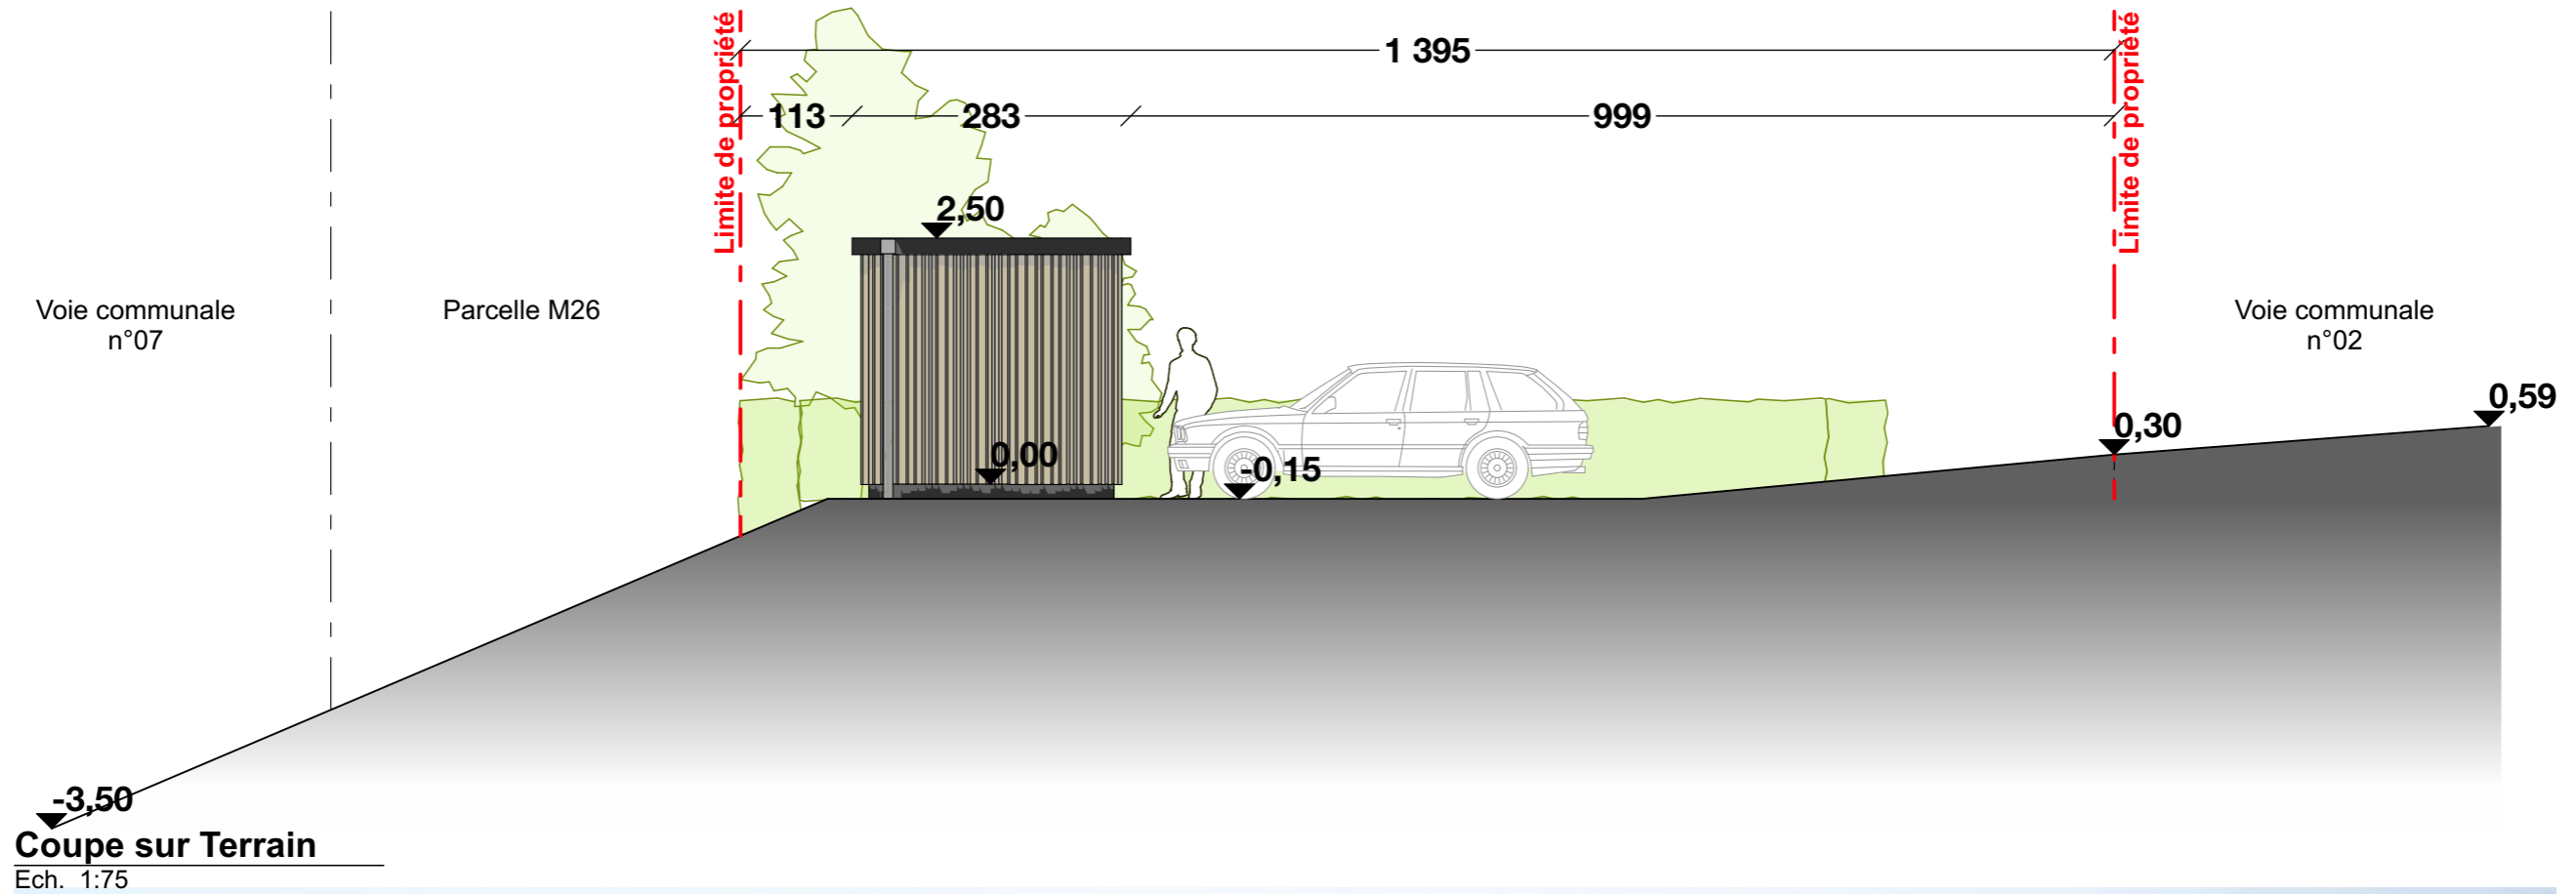 Limite de propriété
1 395
Limite de propriété
113
283
999
2,50
Voie communale
n°07
Parcelle M26
Voie communale
n°02
0,59
0,30
0,00
-0,15
-3,50
Coupe sur Terrain
Ech. 1:75